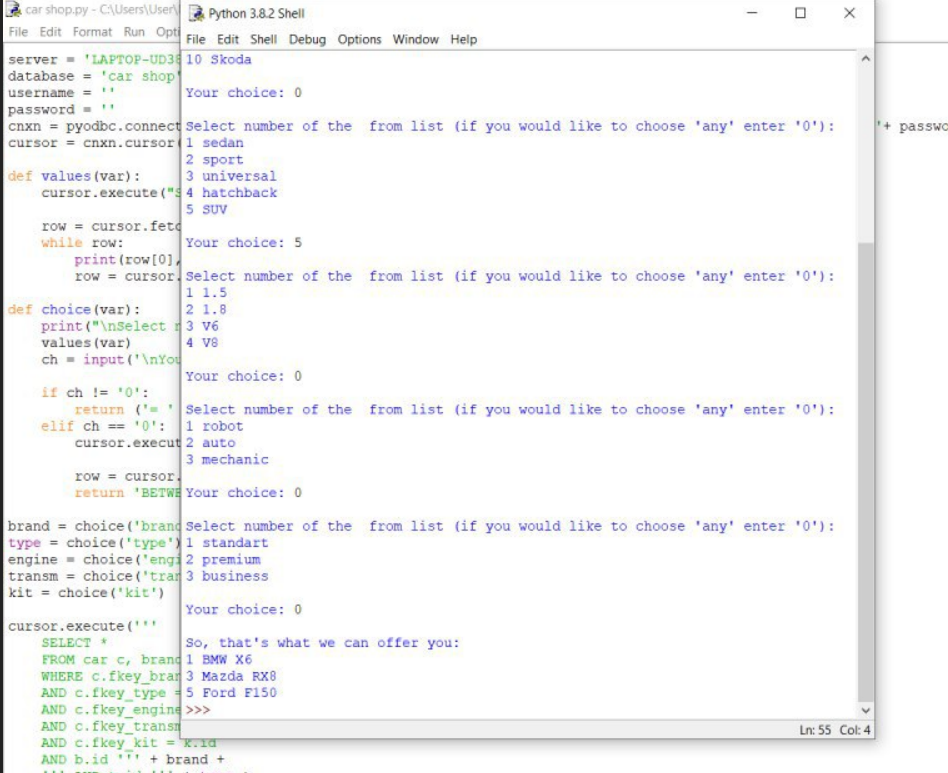 car shop.py - C:\Users\User\
File Edit Format Run Opti
server = 'LAPTOP-UD38
database = 'car shop'
username = ''
password = ''
cnxn = pyodbc.connect
cursor = cnxn.cursor(
def values(var):
cursor.execute("S
row = cursor.fetc
while row:
print(row[0],
row = cursor.
def choice(var):
print("\nSelect n
values(var)
ch = input('\nYou
if ch != '0':
return ('= '
elif ch == '0':
cursor.execut
row = cursor.
return 'BETWE
brand = choice('brand
type = choice('type')
engine = choice('engi
transm = choice('tran
kit = choice('kit')
cursor.execute('''
SELECT *
FROM car c, brand
WHERE c.fkey_bran
AND c.fkey_type =
AND c.fkey_engine
AND c.fkey_transm
AND c.fkey_kit = k.id
AND b.id ''' + brand +
'+ passwo
Python 3.8.2 Shell
File Edit Shell Debug Options Window Help
10 Skoda
Your choice: 0
Select number of the  from list (if you would like to choose 'any' enter '0'):
1 sedan
2 sport
3 universal
4 hatchback
5 SUV
Your choice: 5
Select number of the  from list (if you would like to choose 'any' enter '0'):
1 1.5
2 1.8
3 V6
4 V8
Your choice: 0
Select number of the  from list (if you would like to choose 'any' enter '0'):
1 robot
2 auto
3 mechanic
Your choice: 0
Select number of the  from list (if you would like to choose 'any' enter '0'):
1 standart
2 premium
3 business
Your choice: 0
So, that's what we can offer you:
1 BMW X6
3 Mazda RX8
5 Ford F150
>>>
Ln: 55 Col: 4